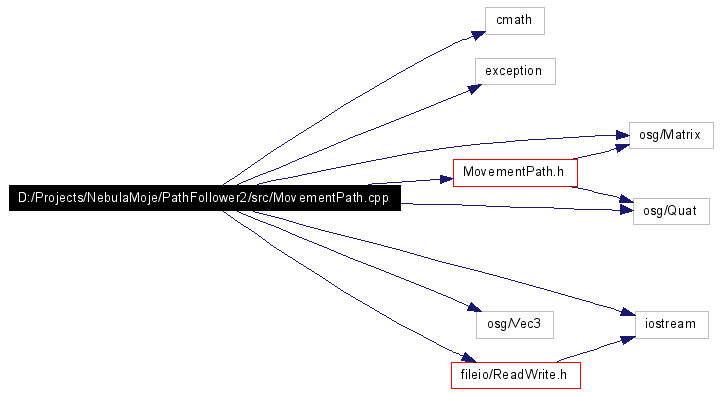 cmath
exception
osg/Matrix
MovementPath.h
D:/Projects/NebulaMoje/PathFollower2/src/MovementPath.cpp
osg/Quat
osg/Vec3
iostream
fileio/ReadWrite.h